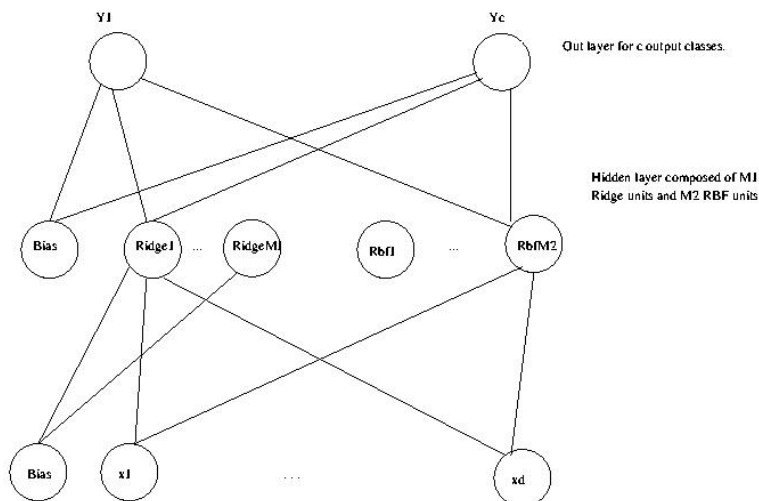 Y1 Yc
Out layer for c output classes.
Hidden layer composed of M1
Ridge units and M2 RBF units
Bias Ridge1 ... RidgeM1 Rbf1 ... RbfM2
Bias x1 ... xd